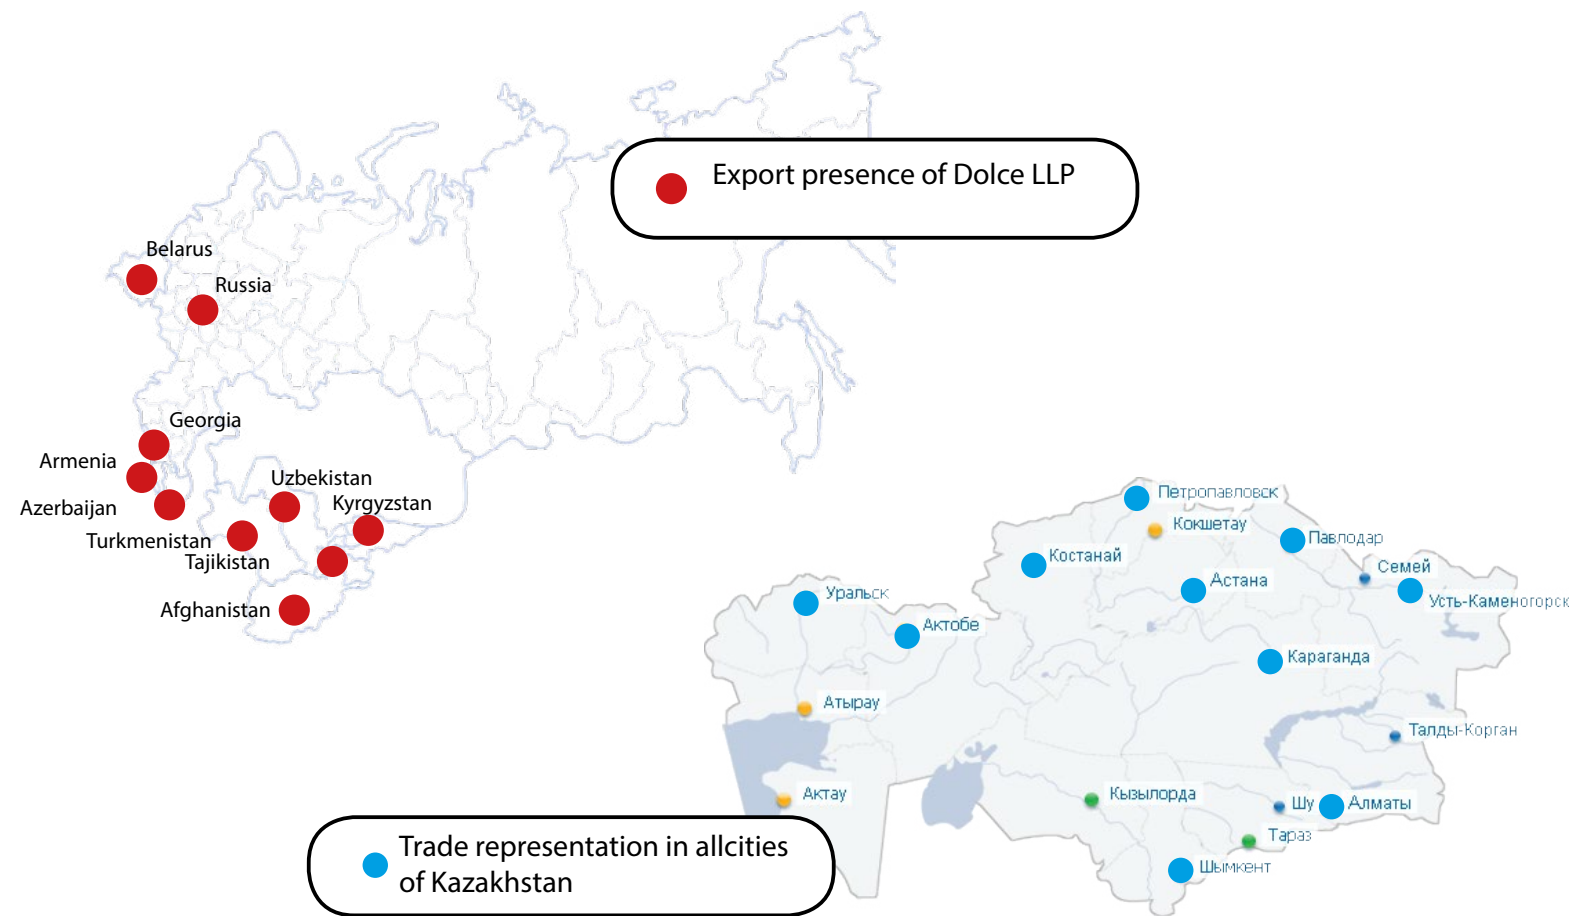 Export presence of Dolce LLP
Belarus
Russia
Georgia
Armenia
Azerbaijan
Uzbekistan
Kyrgyzstan
Turkmenistan
Tajikistan
Afghanistan
Петропавловск
Кокшетау
Павлодар
Костанай
Семей
Астана
Усть-Каменогорск
Уральск
Актобе
Караганда
Атырау
Талды-Корган
Актау
Кызылорда
Шу
Алматы
Тараз
Шымкент
Trade representation in allcities
of Kazakhstan